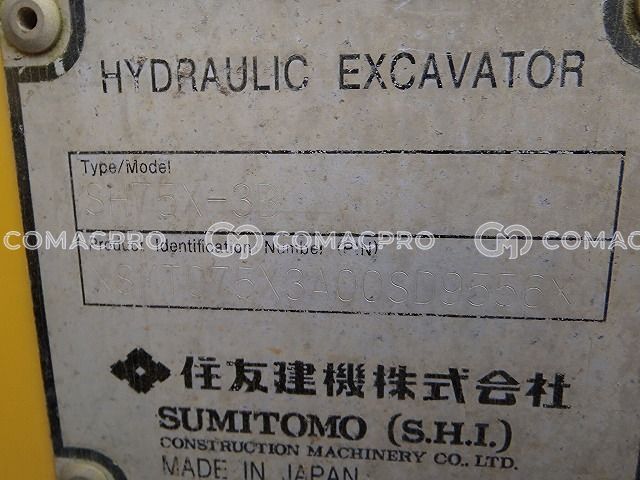 HYDRAULIC EXCAVATOR
Type/Model
SH75X-3B
COMACPRO COMACPRO
Product Identification Number (P.I.N)
住友建機株式会社
SUMITOMO (S.H.I.)
CONSTRUCTION MACHINERY CO., LTD.
MADE IN JAPAN